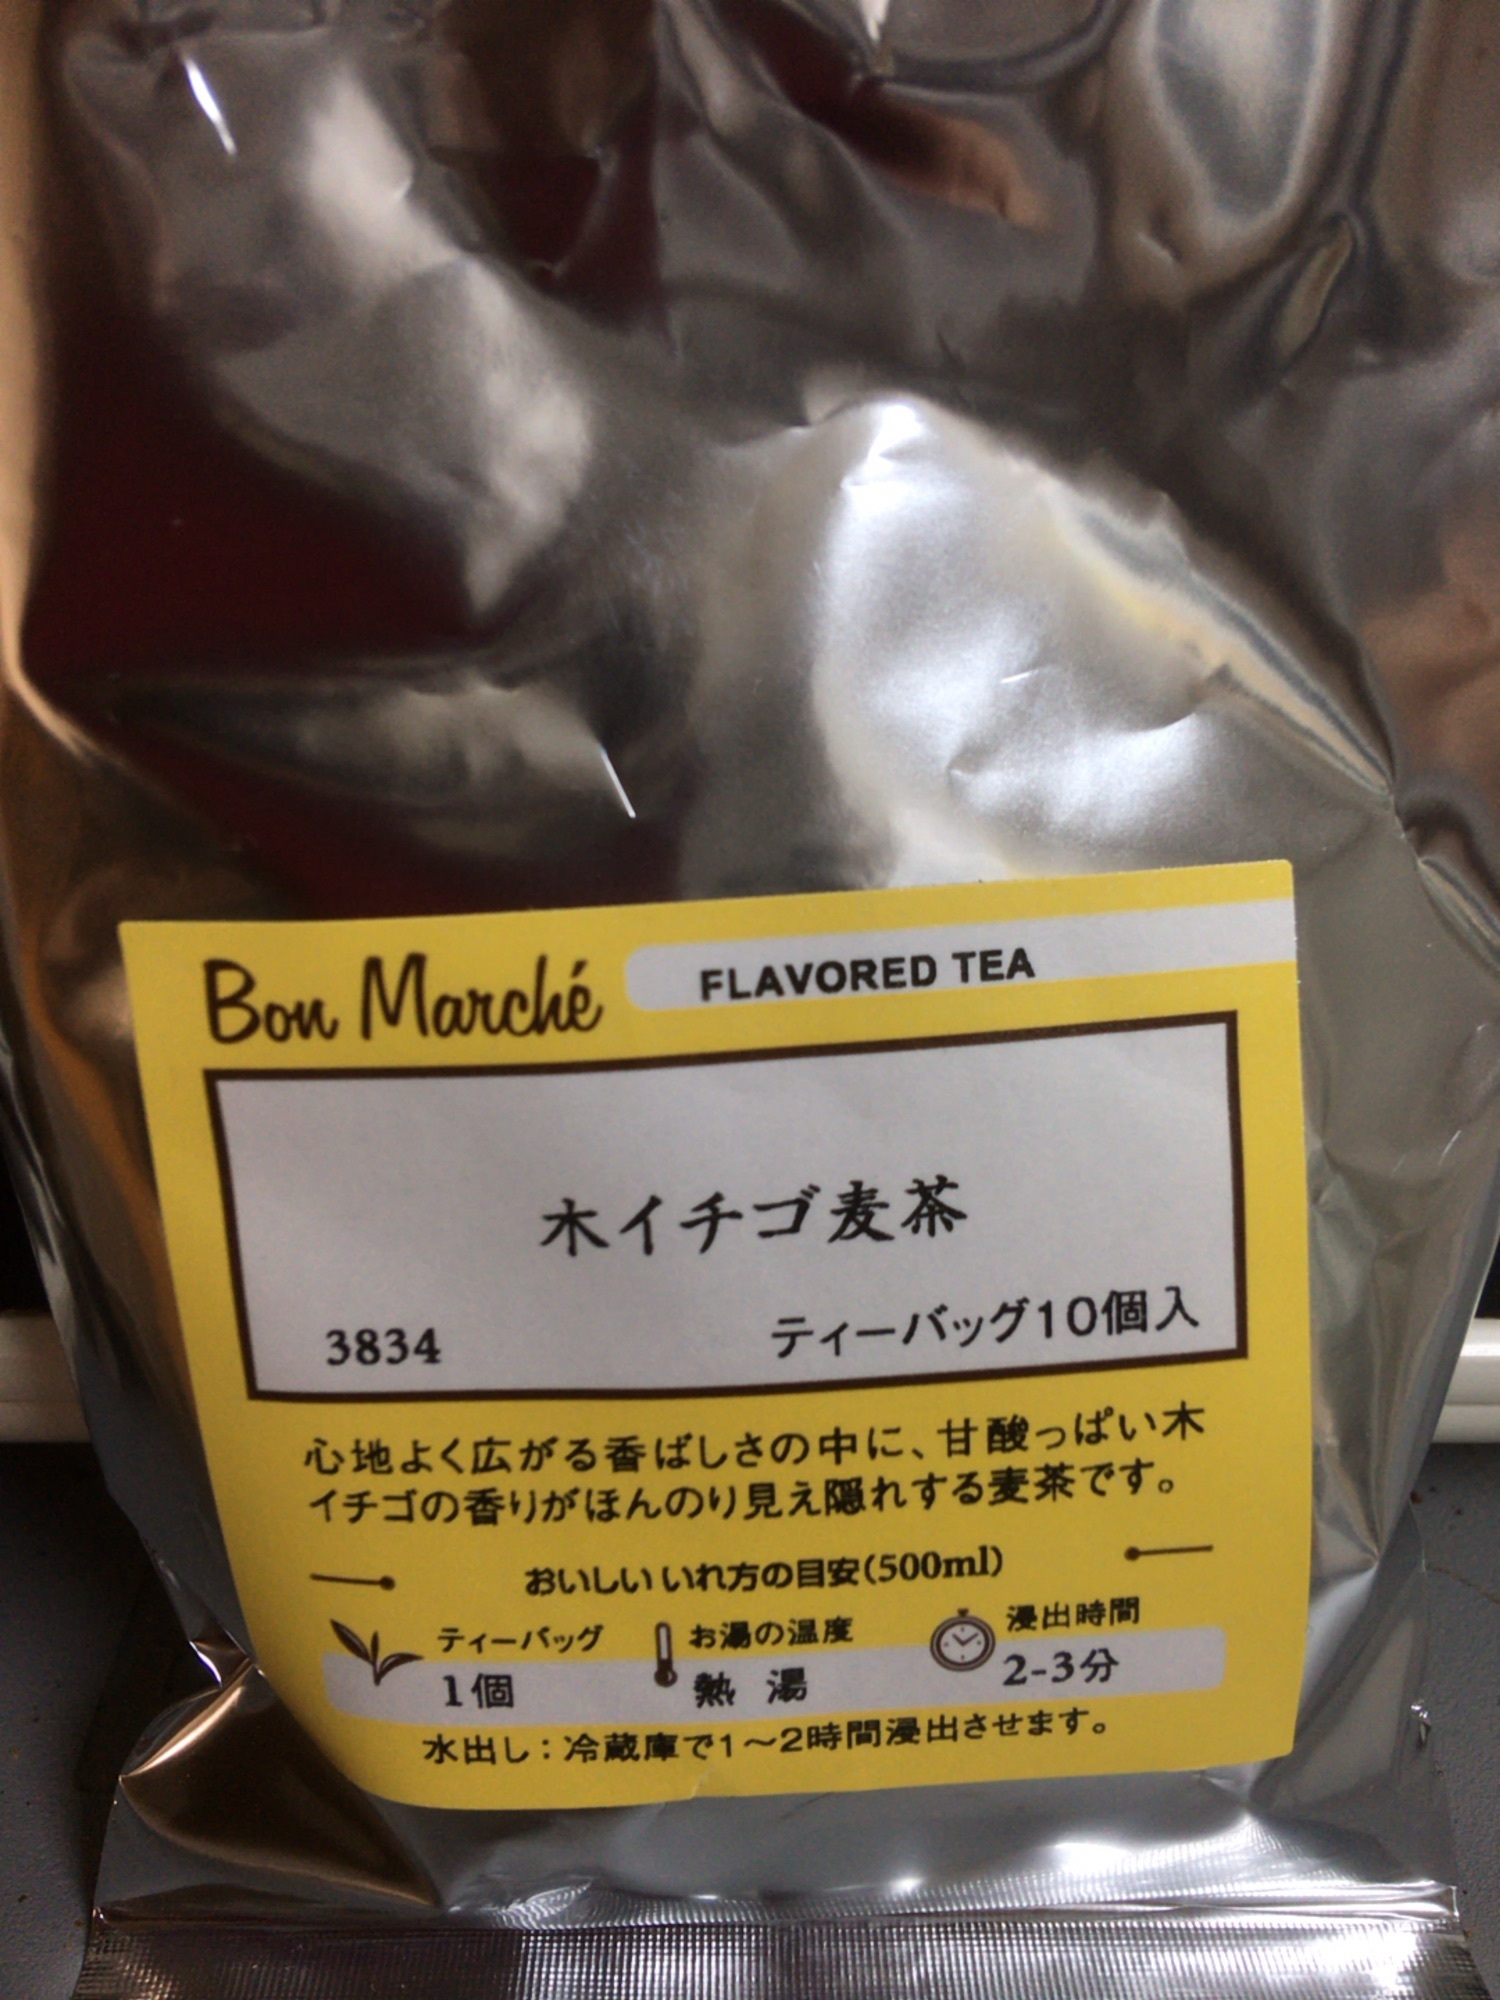 Bon Marché
FLAVORED TEA
木イチゴ麦茶
3834
ティーバッグ10個入
心地よく広がる香ばしさの中に、甘酸っぱい木
イチゴの香りがほんのり見え隠れする麦茶です。
おいしいいれ方の目安(500ml)
ティーバッグ
1個
お湯の温度
熱 湯
浸出時間
2-3分
水出し:冷蔵庫で1～2時間浸出させます。